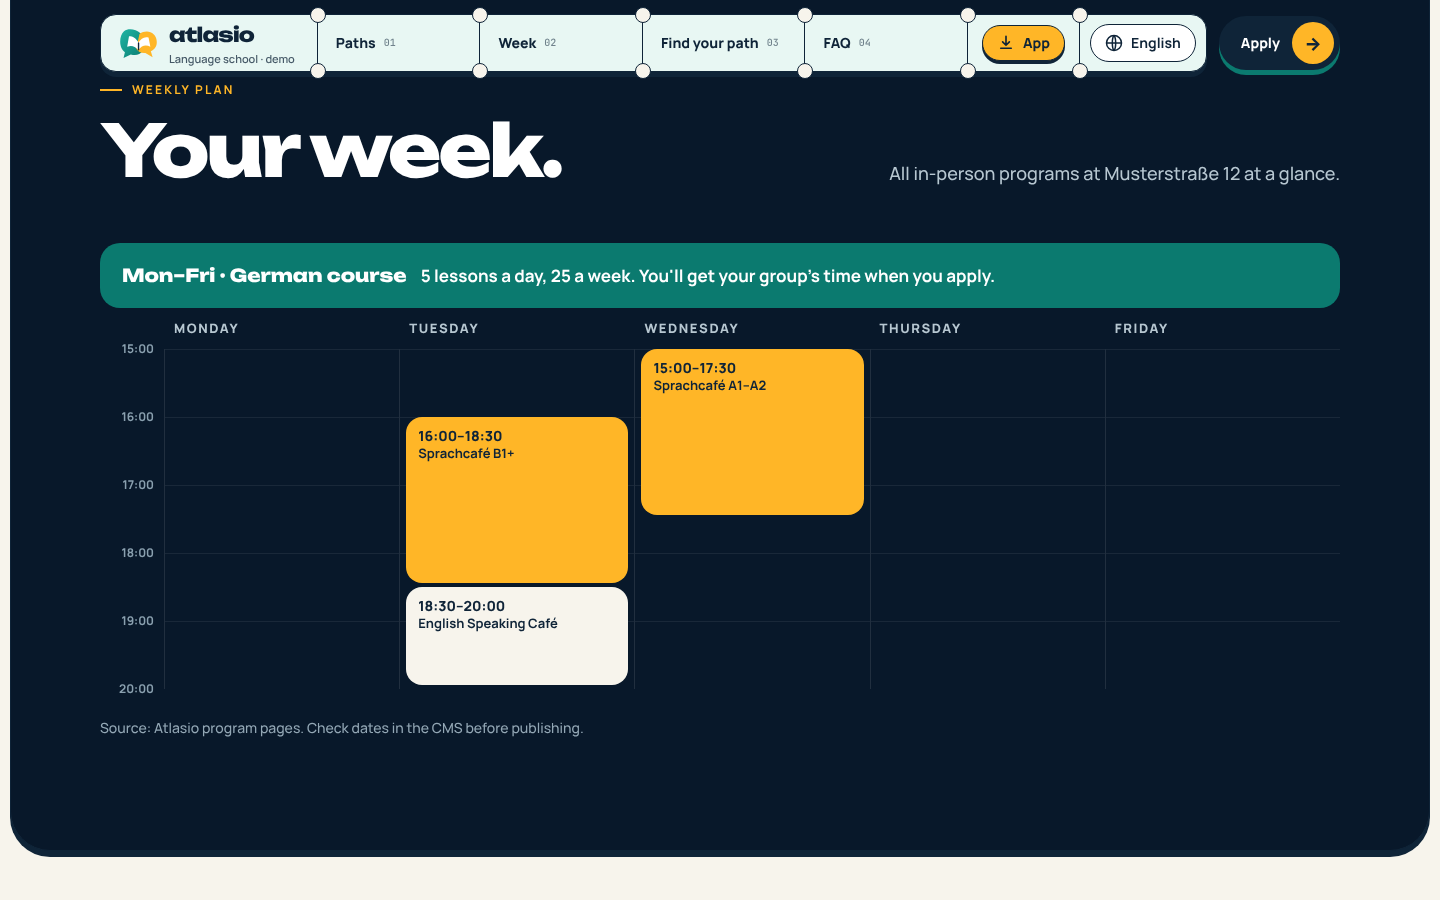 atlasio
Language school · demo
Paths 01
Week 02
Find your path 03
FAQ 04
App
English
Apply
WEEKLY PLAN
Your week.
All in-person programs at Musterstraße 12 at a glance.
Mon–Fri · German course 5 lessons a day, 25 a week. You'll get your group's time when you apply.
MONDAY TUESDAY WEDNESDAY THURSDAY FRIDAY
15:00
15:00–17:30
Sprachcafé A1–A2
16:00
16:00–18:30
Sprachcafé B1+
17:00
18:00
18:30–20:00
English Speaking Café
19:00
20:00
Source: Atlasio program pages. Check dates in the CMS before publishing.